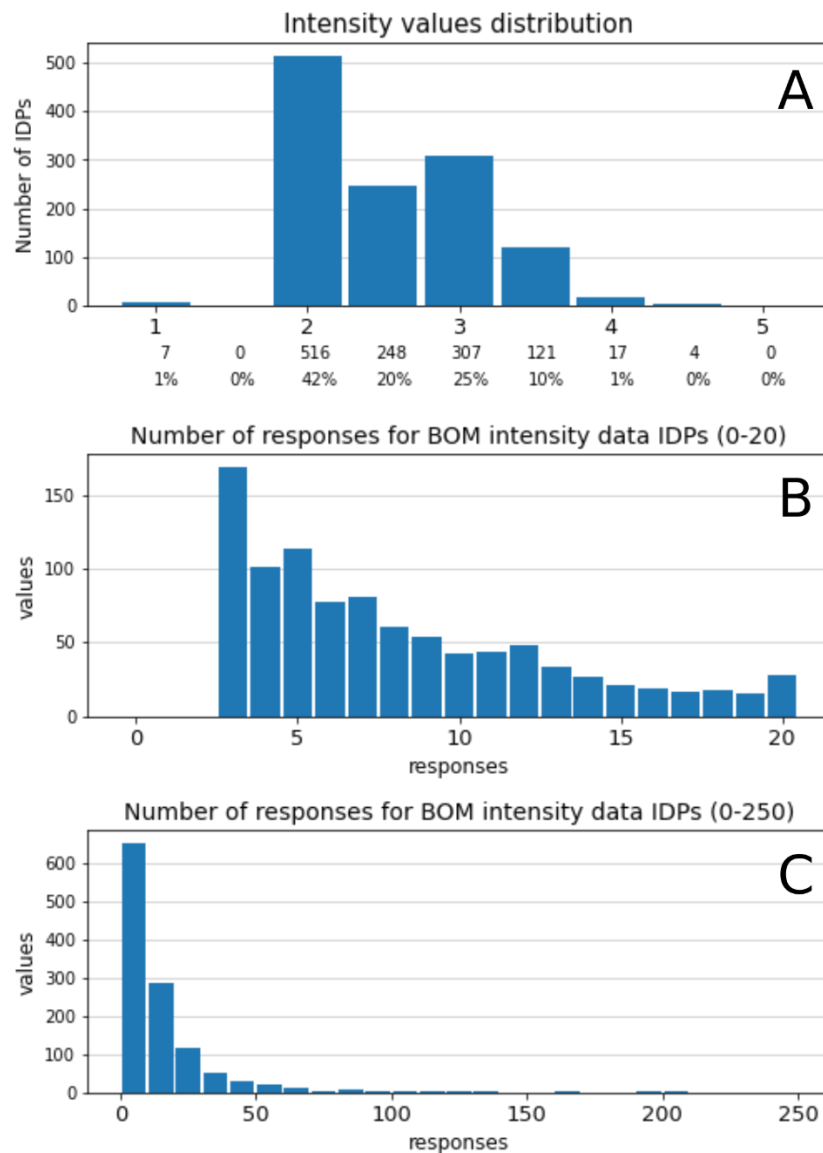 Intensity values distribution
A
Number of IDPs
500
400
300
200
100
0
1 2 3 4 5
7 0 516 248 307 121 17 4 0
1% 0% 42% 20% 25% 10% 1% 0% 0%
Number of responses for BOM intensity data IDPs (0-20)
B
values
150
100
50
0
0 5 10 15 20
responses
Number of responses for BOM intensity data IDPs (0-250)
C
values
600
500
400
300
200
100
0
0 50 100 150 200 250
responses